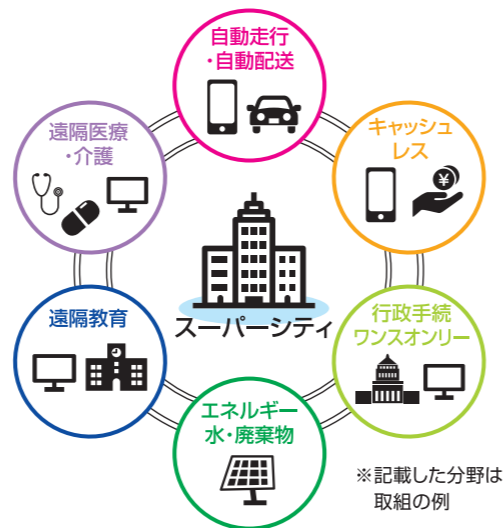 自動走行
・自動配送
遠隔医療
・介護
キャッシュ
レス
¥
スーパーシティ
遠隔教育
行政手続
ワンスオンリー
エネルギー
水・廃棄物
※記載した分野は
取組の例